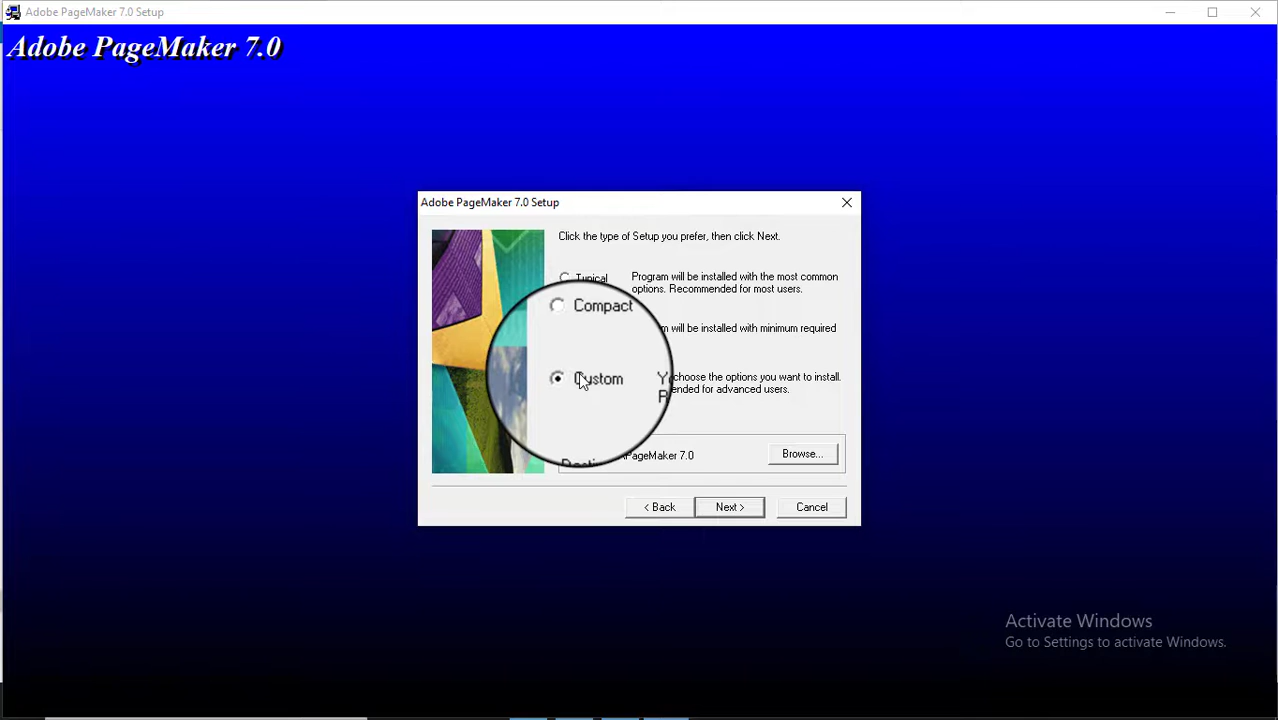 Adobe PageMaker 7.0 Setup
Adobe PageMaker 7.0
Adobe PageMaker 7.0 Setup
Click the type of Setup you prefer, then click Next.
Typical Program will be installed with the most common
options. Recommended for most users.
Compact
will be installed with minimum required
Custom choose the options you want to install.
for advanced users.
PageMaker 7.0 Browse...
< Back Next > Cancel
Activate Windows
Go to Settings to activate Windows.